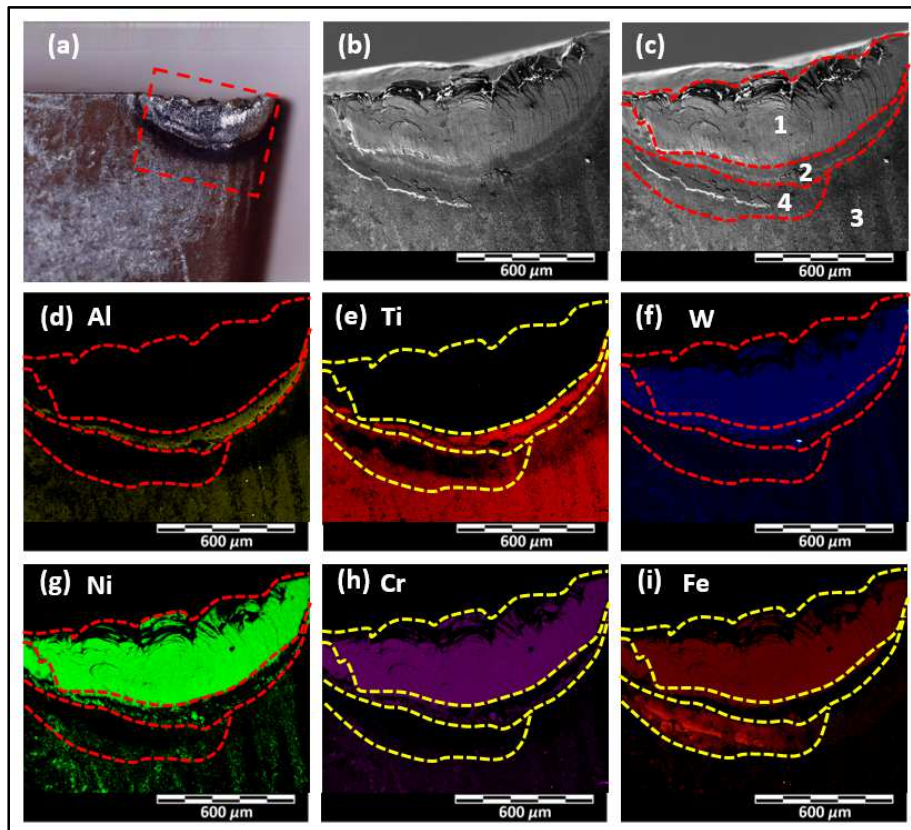 (a)
(b)
(c)
1
2
4
3
600 µm
600 µm
(d) Al
(e) Ti
(f) W
600 µm
600 µm
600 µm
(g) Ni
(h) Cr
(i) Fe
600 µm
600 µm
600 µm